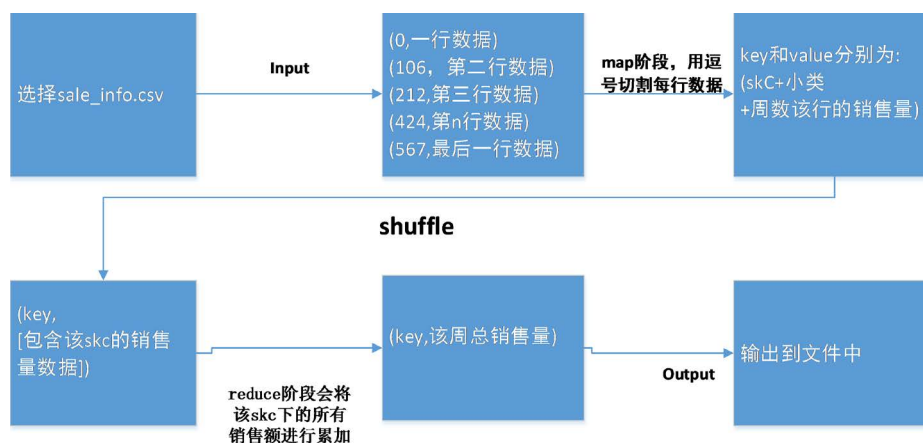 选择sale_info.csv
Input
(0,一行数据)
(106, 第二行数据)
(212,第三行数据)
(424,第n行数据)
(567,最后一行数据)
map阶段，用逗
号切割每行数据
key和value分别为:
(skC+小类
+周数该行的销售量)
shuffle
(key,
[包含该skc的销售
量数据])
reduce阶段会将
该skc下的所有
销售额进行累加
(key,该周总销售量)
Output
输出到文件中